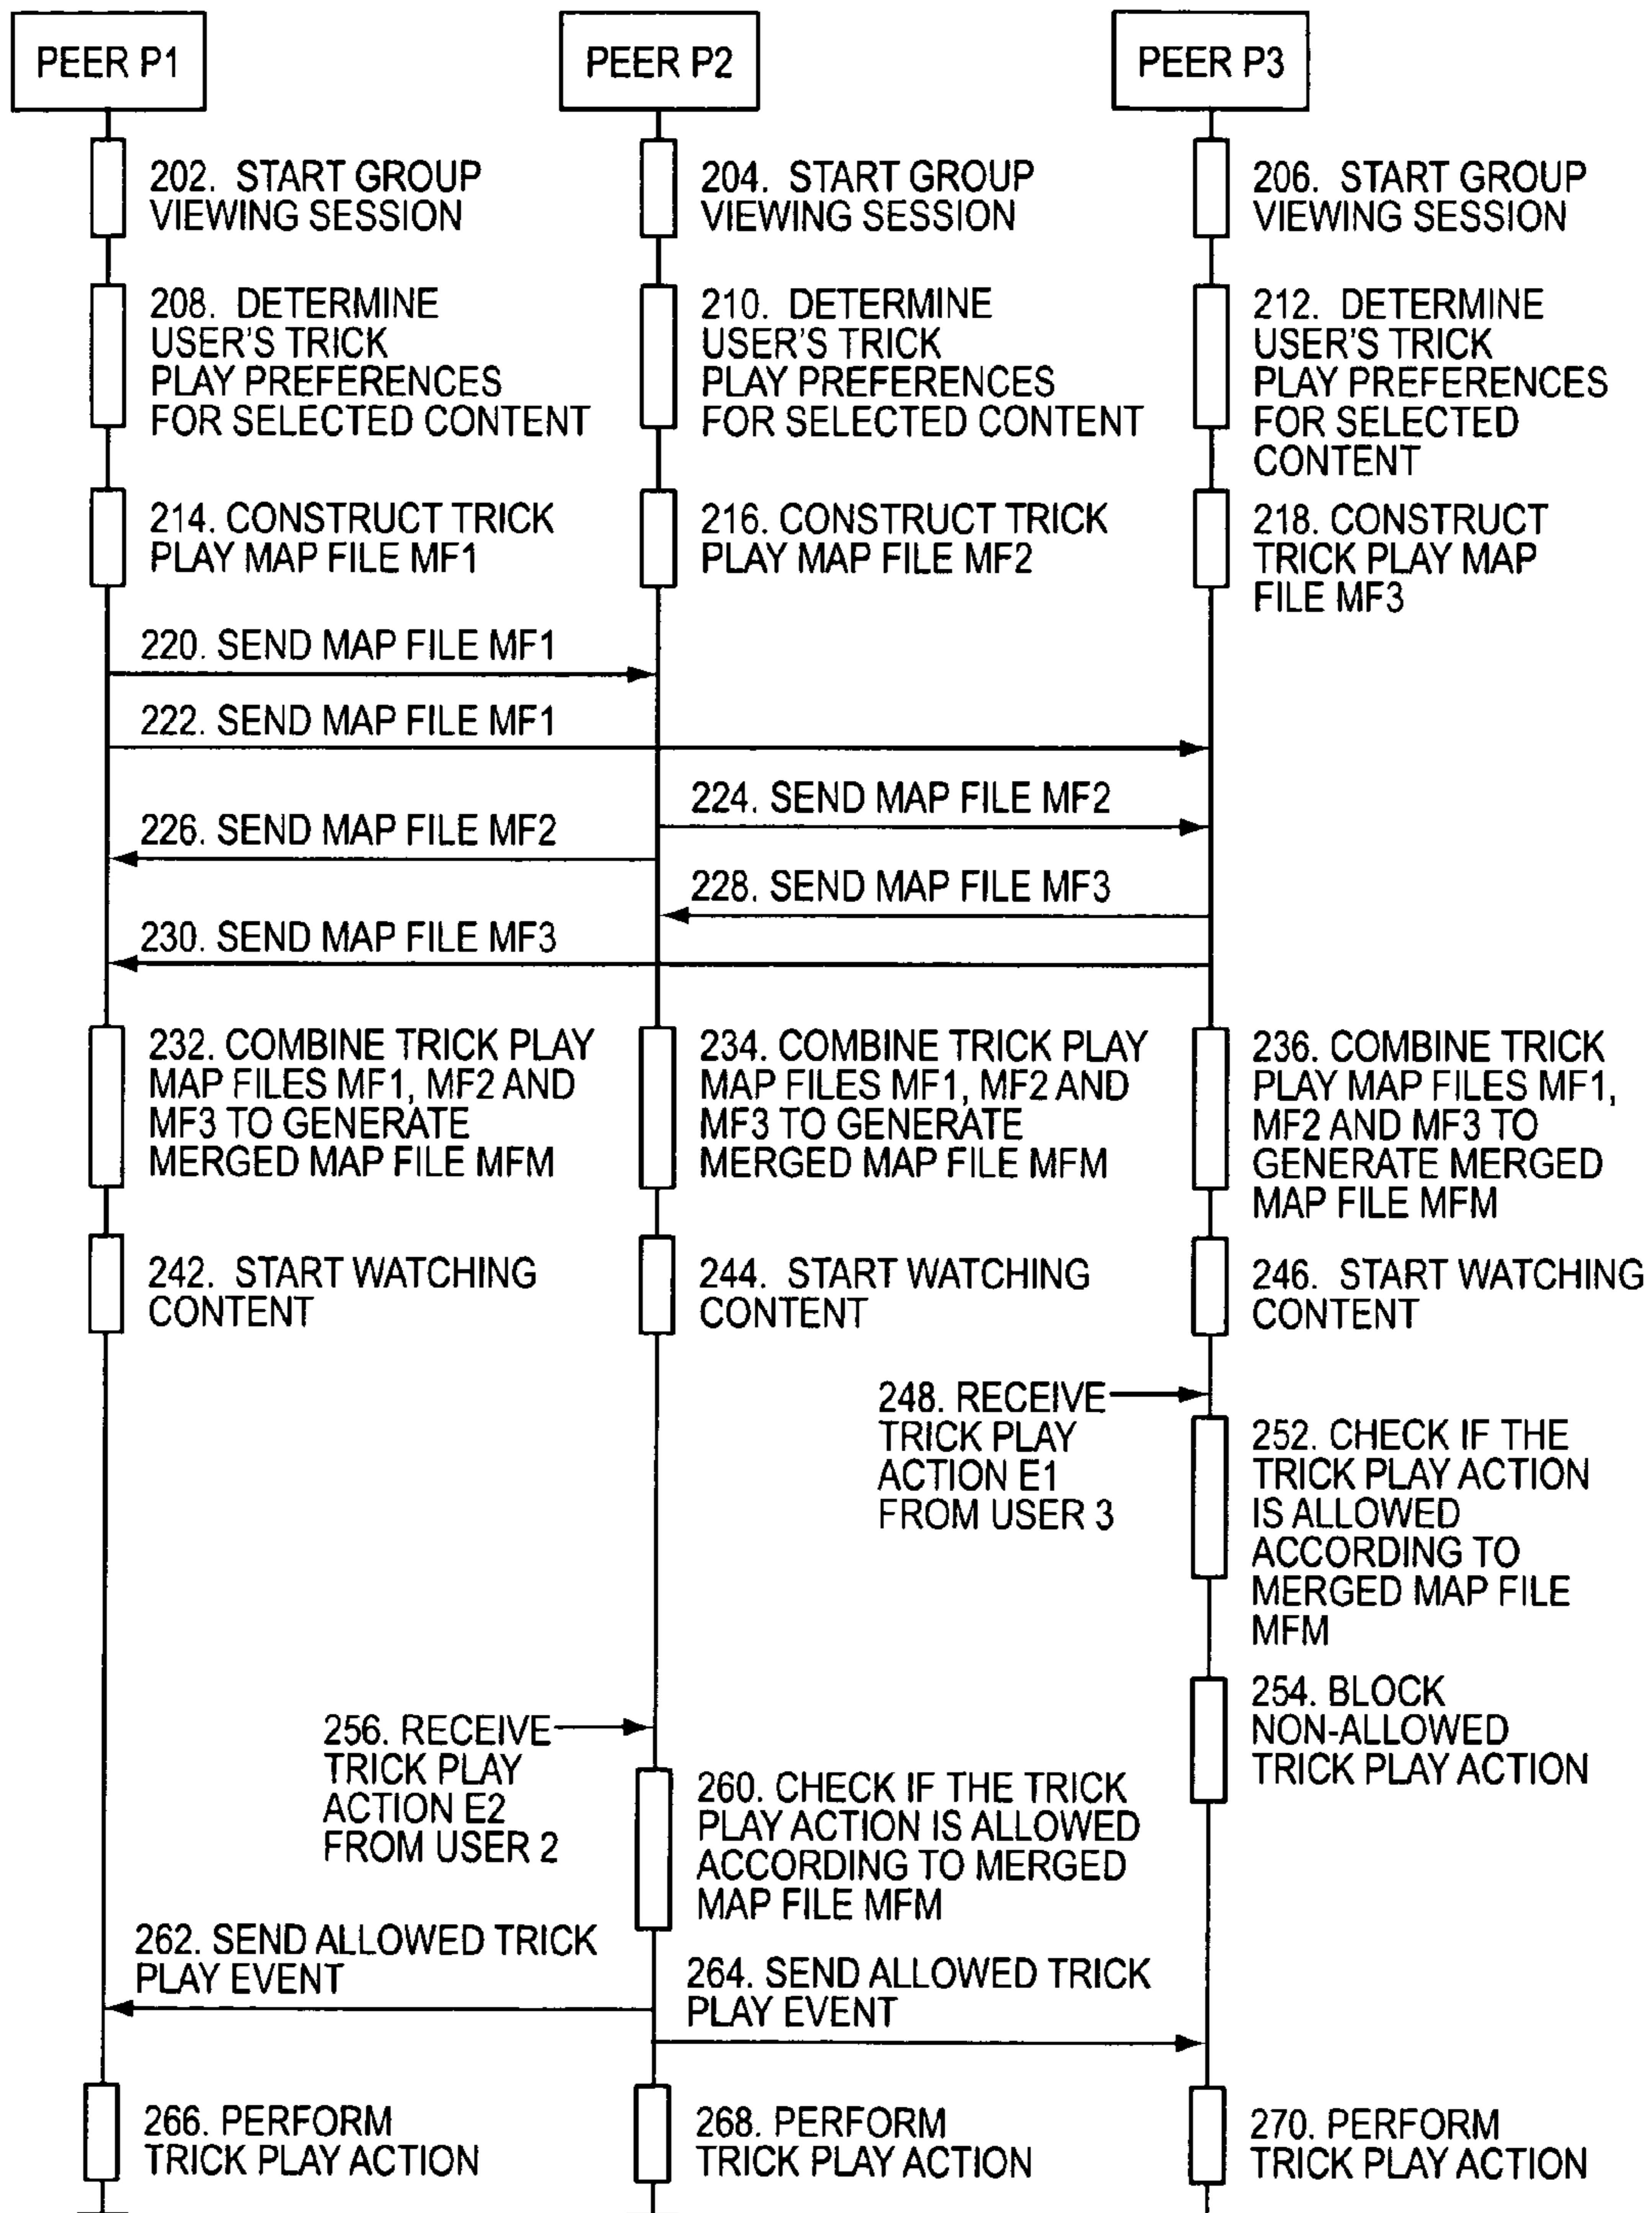 PEER P1
PEER P2
PEER P3
202. START GROUP
VIEWING SESSION
204. START GROUP
VIEWING SESSION
206. START GROUP
VIEWING SESSION
208. DETERMINE
USER'S TRICK
PLAY PREFERENCES
FOR SELECTED CONTENT
210. DETERMINE
USER'S TRICK
PLAY PREFERENCES
FOR SELECTED CONTENT
212. DETERMINE
USER'S TRICK
PLAY PREFERENCES
FOR SELECTED
CONTENT
214. CONSTRUCT TRICK
PLAY MAP FILE MF1
216. CONSTRUCT TRICK
PLAY MAP FILE MF2
218. CONSTRUCT
TRICK PLAY MAP
FILE MF3
220. SEND MAP FILE MF1
222. SEND MAP FILE MF1
224. SEND MAP FILE MF2
226. SEND MAP FILE MF2
228. SEND MAP FILE MF3
230. SEND MAP FILE MF3
232. COMBINE TRICK PLAY
MAP FILES MF1, MF2 AND
MF3 TO GENERATE
MERGED MAP FILE MFM
234. COMBINE TRICK PLAY
MAP FILES MF1, MF2 AND
MF3 TO GENERATE
MERGED MAP FILE MFM
236. COMBINE TRICK
PLAY MAP FILES MF1,
MF2 AND MF3 TO
GENERATE MERGED
MAP FILE MFM
242. START WATCHING
CONTENT
244. START WATCHING
CONTENT
246. START WATCHING
CONTENT
248. RECEIVE
TRICK PLAY
ACTION E1
FROM USER 3
252. CHECK IF THE
TRICK PLAY ACTION
IS ALLOWED
ACCORDING TO
MERGED MAP FILE
MFM
254. BLOCK
NON-ALLOWED
TRICK PLAY ACTION
256. RECEIVE
TRICK PLAY
ACTION E2
FROM USER 2
260. CHECK IF THE TRICK
PLAY ACTION IS ALLOWED
ACCORDING TO MERGED
MAP FILE MFM
262. SEND ALLOWED TRICK
PLAY EVENT
264. SEND ALLOWED TRICK
PLAY EVENT
266. PERFORM
TRICK PLAY ACTION
268. PERFORM
TRICK PLAY ACTION
270. PERFORM
TRICK PLAY ACTION